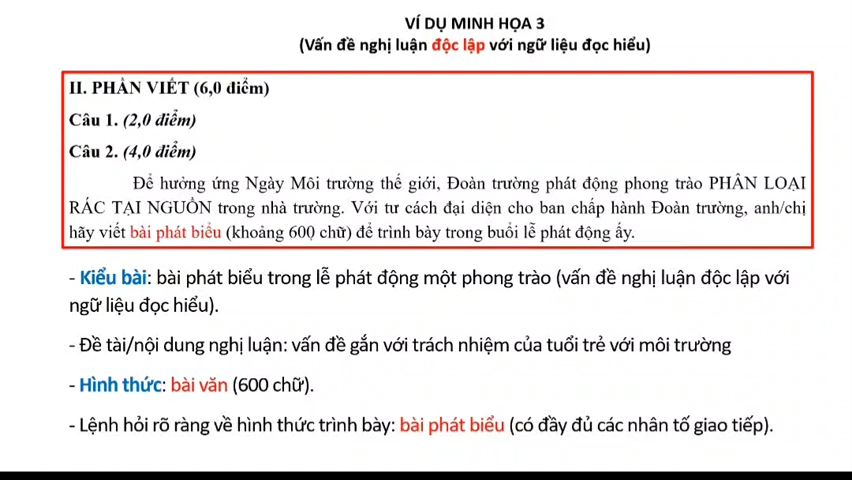 VÍ DỤ MINH HỌA 3
(Vấn đề nghị luận độc lập với ngữ liệu đọc hiểu)
II. PHẦN VIẾT (6,0 điểm)
Câu 1. (2,0 điểm)
Câu 2. (4,0 điểm)
Để hưởng ứng Ngày Môi trường thế giới, Đoàn trường phát động phong trào PHÂN LOẠI
RÁC TẠI NGUỒN trong nhà trường. Với tư cách đại diện cho ban chấp hành Đoàn trường, anh/chị
hãy viết bài phát biểu (khoảng 600 chữ) để trình bày trong buổi lễ phát động ấy.
- Kiểu bài: bài phát biểu trong lễ phát động một phong trào (vấn đề nghị luận độc lập với
ngữ liệu đọc hiểu).
- Đề tài/nội dung nghị luận: vấn đề gắn với trách nhiệm của tuổi trẻ với môi trường
- Hình thức: bài văn (600 chữ).
- Lệnh hỏi rõ ràng về hình thức trình bày: bài phát biểu (có đầy đủ các nhân tố giao tiếp).